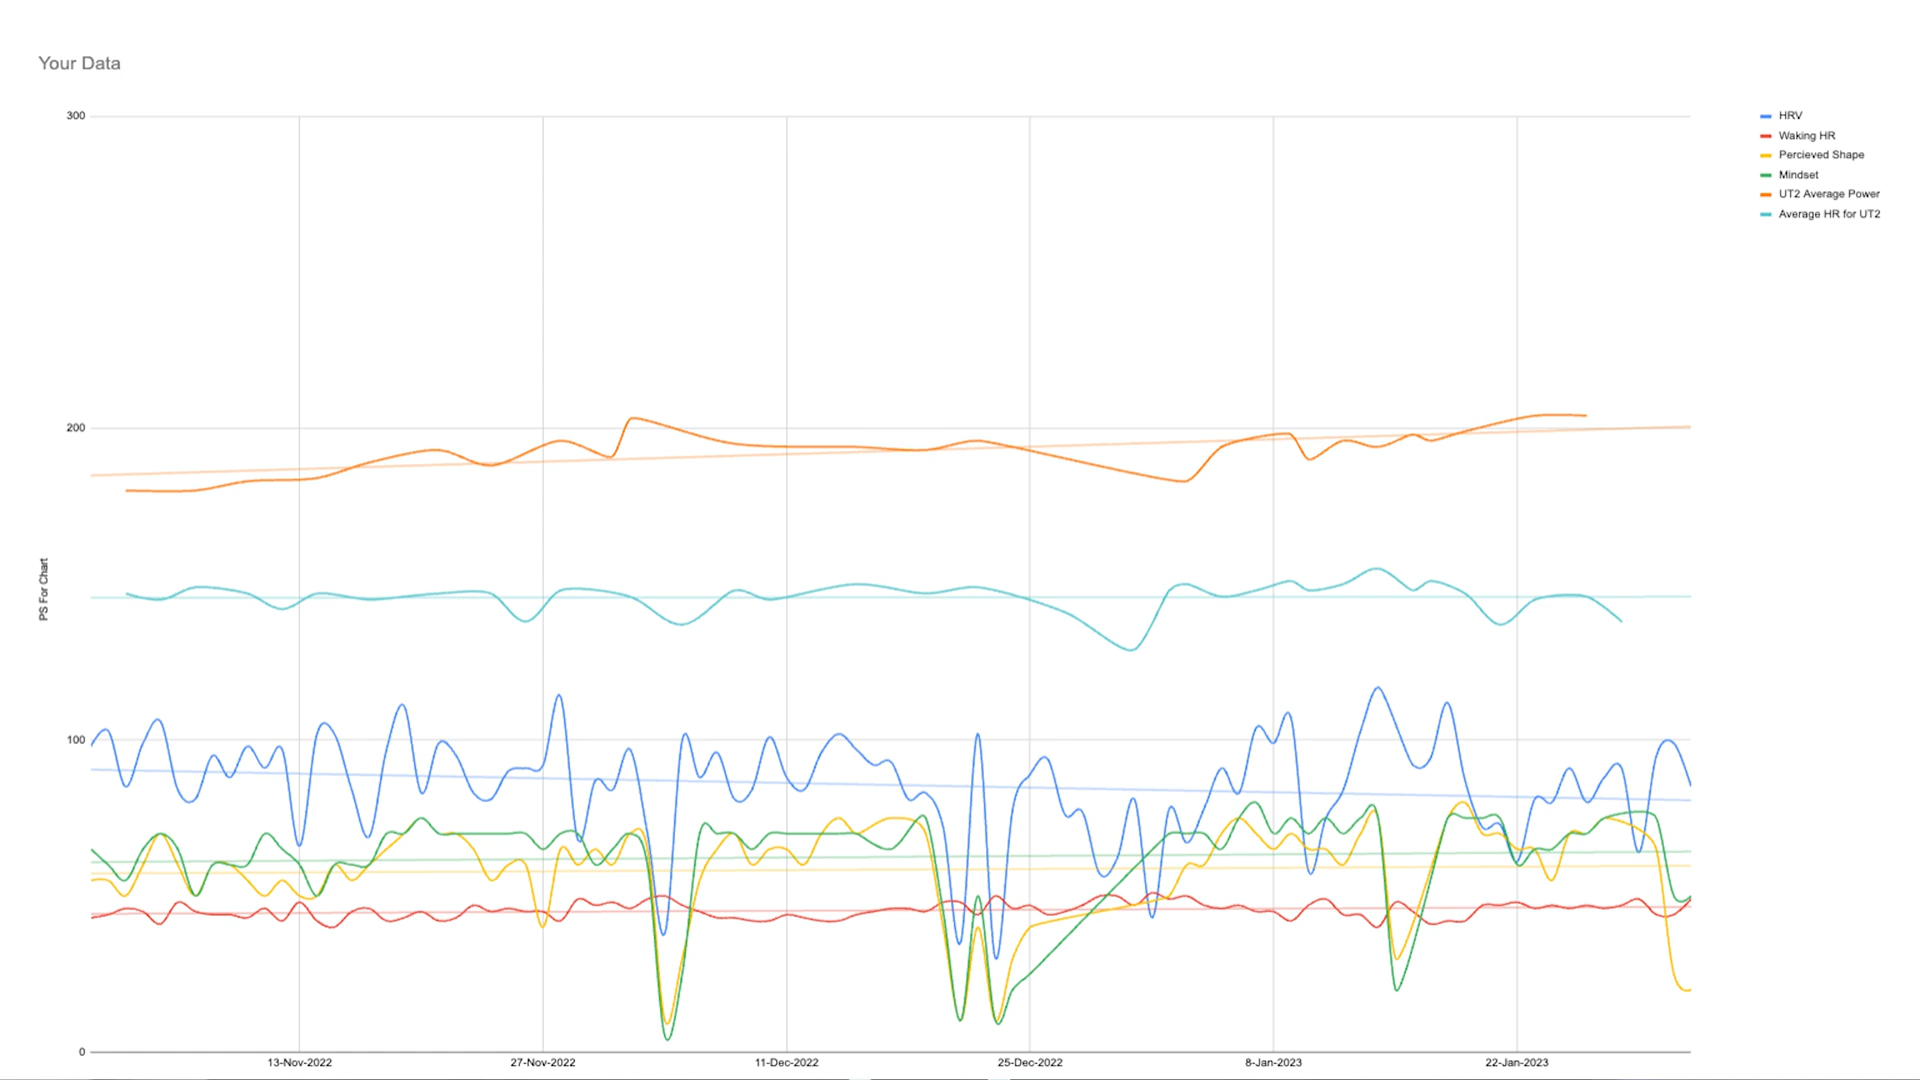 Your Data
300
200
100
0
PS For Chart
13-Nov-2022
27-Nov-2022
11-Dec-2022
25-Dec-2022
8-Jan-2023
22-Jan-2023
HRV
Waking HR
Percieved Shape
Mindset
UT2 Average Power
Average HR for UT2